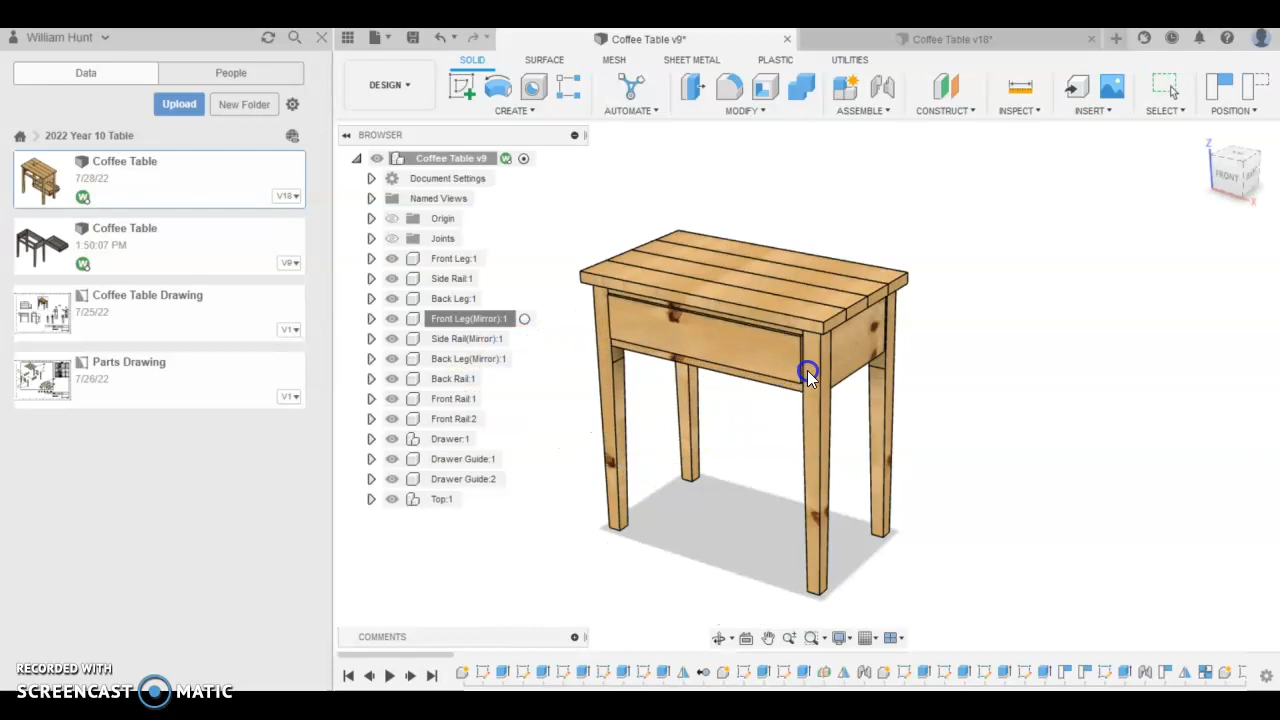 William Hunt
Coffee Table v9*
Coffee Table v18*
Data
People
SOLID
SURFACE
MESH
SHEET METAL
PLASTIC
UTILITIES
DESIGN
Upload
New Folder
CREATE
AUTOMATE
MODIFY
ASSEMBLE
CONSTRUCT
INSPECT
INSERT
SELECT
POSITION
2022 Year 10 Table
Coffee Table
7/28/22
V18
Coffee Table
1:50:07 PM
V9
Coffee Table Drawing
7/25/22
V1
Parts Drawing
7/26/22
V1
BROWSER
Coffee Table v9
Document Settings
Named Views
Origin
Joints
Front Leg:1
Side Rail:1
Back Leg:1
Front Leg(Mirror):1
Side Rail(Mirror):1
Back Leg(Mirror):1
Back Rail:1
Front Rail:1
Front Rail:2
Drawer:1
Drawer Guide:1
Drawer Guide:2
Top:1
Z
FRONT
X
COMMENTS
RECORDED WITH
SCREENCAST MATIC